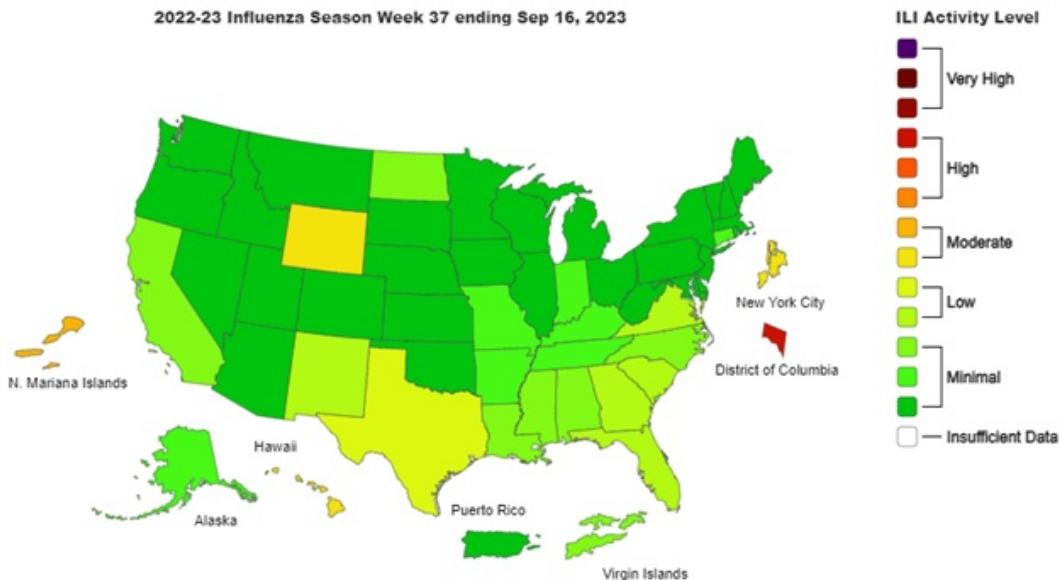 2022-23 Influenza Season Week 37 ending Sep 16, 2023
ILI Activity Level
Very High
High
Moderate
Low
Minimal
Insufficient Data
New York City
District of Columbia
N. Mariana Islands
Hawaii
Alaska
Puerto Rico
Virgin Islands